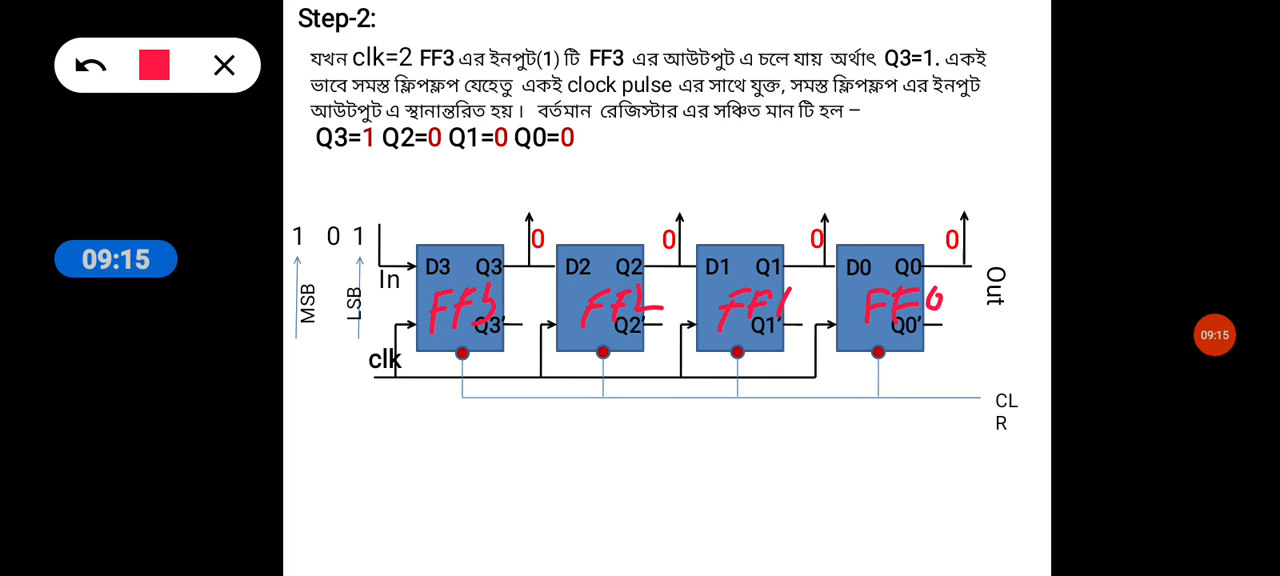 Step-2:
যখন clk=2 FF3 এর ইনপুট(1) টি FF3 এর আউটপুট এ চলে যায় অর্থাৎ Q3=1. একই
ভাবে সমস্ত ফ্লিপফ্লপ যেহেতু একই clock pulse এর সাথে যুক্ত, সমস্ত ফ্লিপফ্লপ এর ইনপুট
আউটপুট এ স্থানান্তরিত হয়। বর্তমান রেজিস্টার এর সঞ্চিত মান টি হল –
Q3=1 Q2=0 Q1=0 Q0=0
1 0 1 0 0 0 0
In D3 Q3 D2 Q2 D1 Q1 D0 Q0 Out
MSB LSB FF3 FF2 FF1 FF0
Q3' Q2' Q1' Q0'
clk
CL
R
09:15
09:15